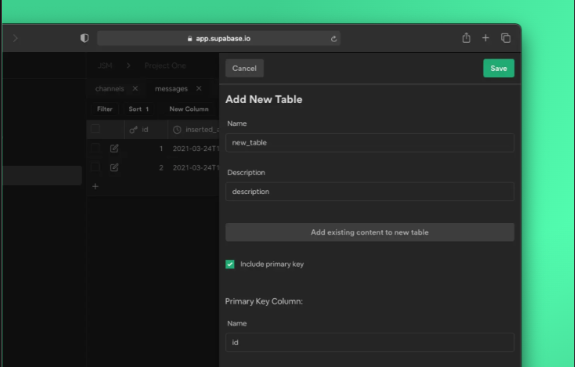 app.supabase.io
JSM > Project One
Cancel
Save
channels × messages ×
Add New Table
Filter Sort 1 New Column
Name
id inserted_
new_table
1 2021-03-24T1
Description
2 2021-03-24T1
description
+
Add existing content to new table
Include primary key
Primary Key Column:
Name
id